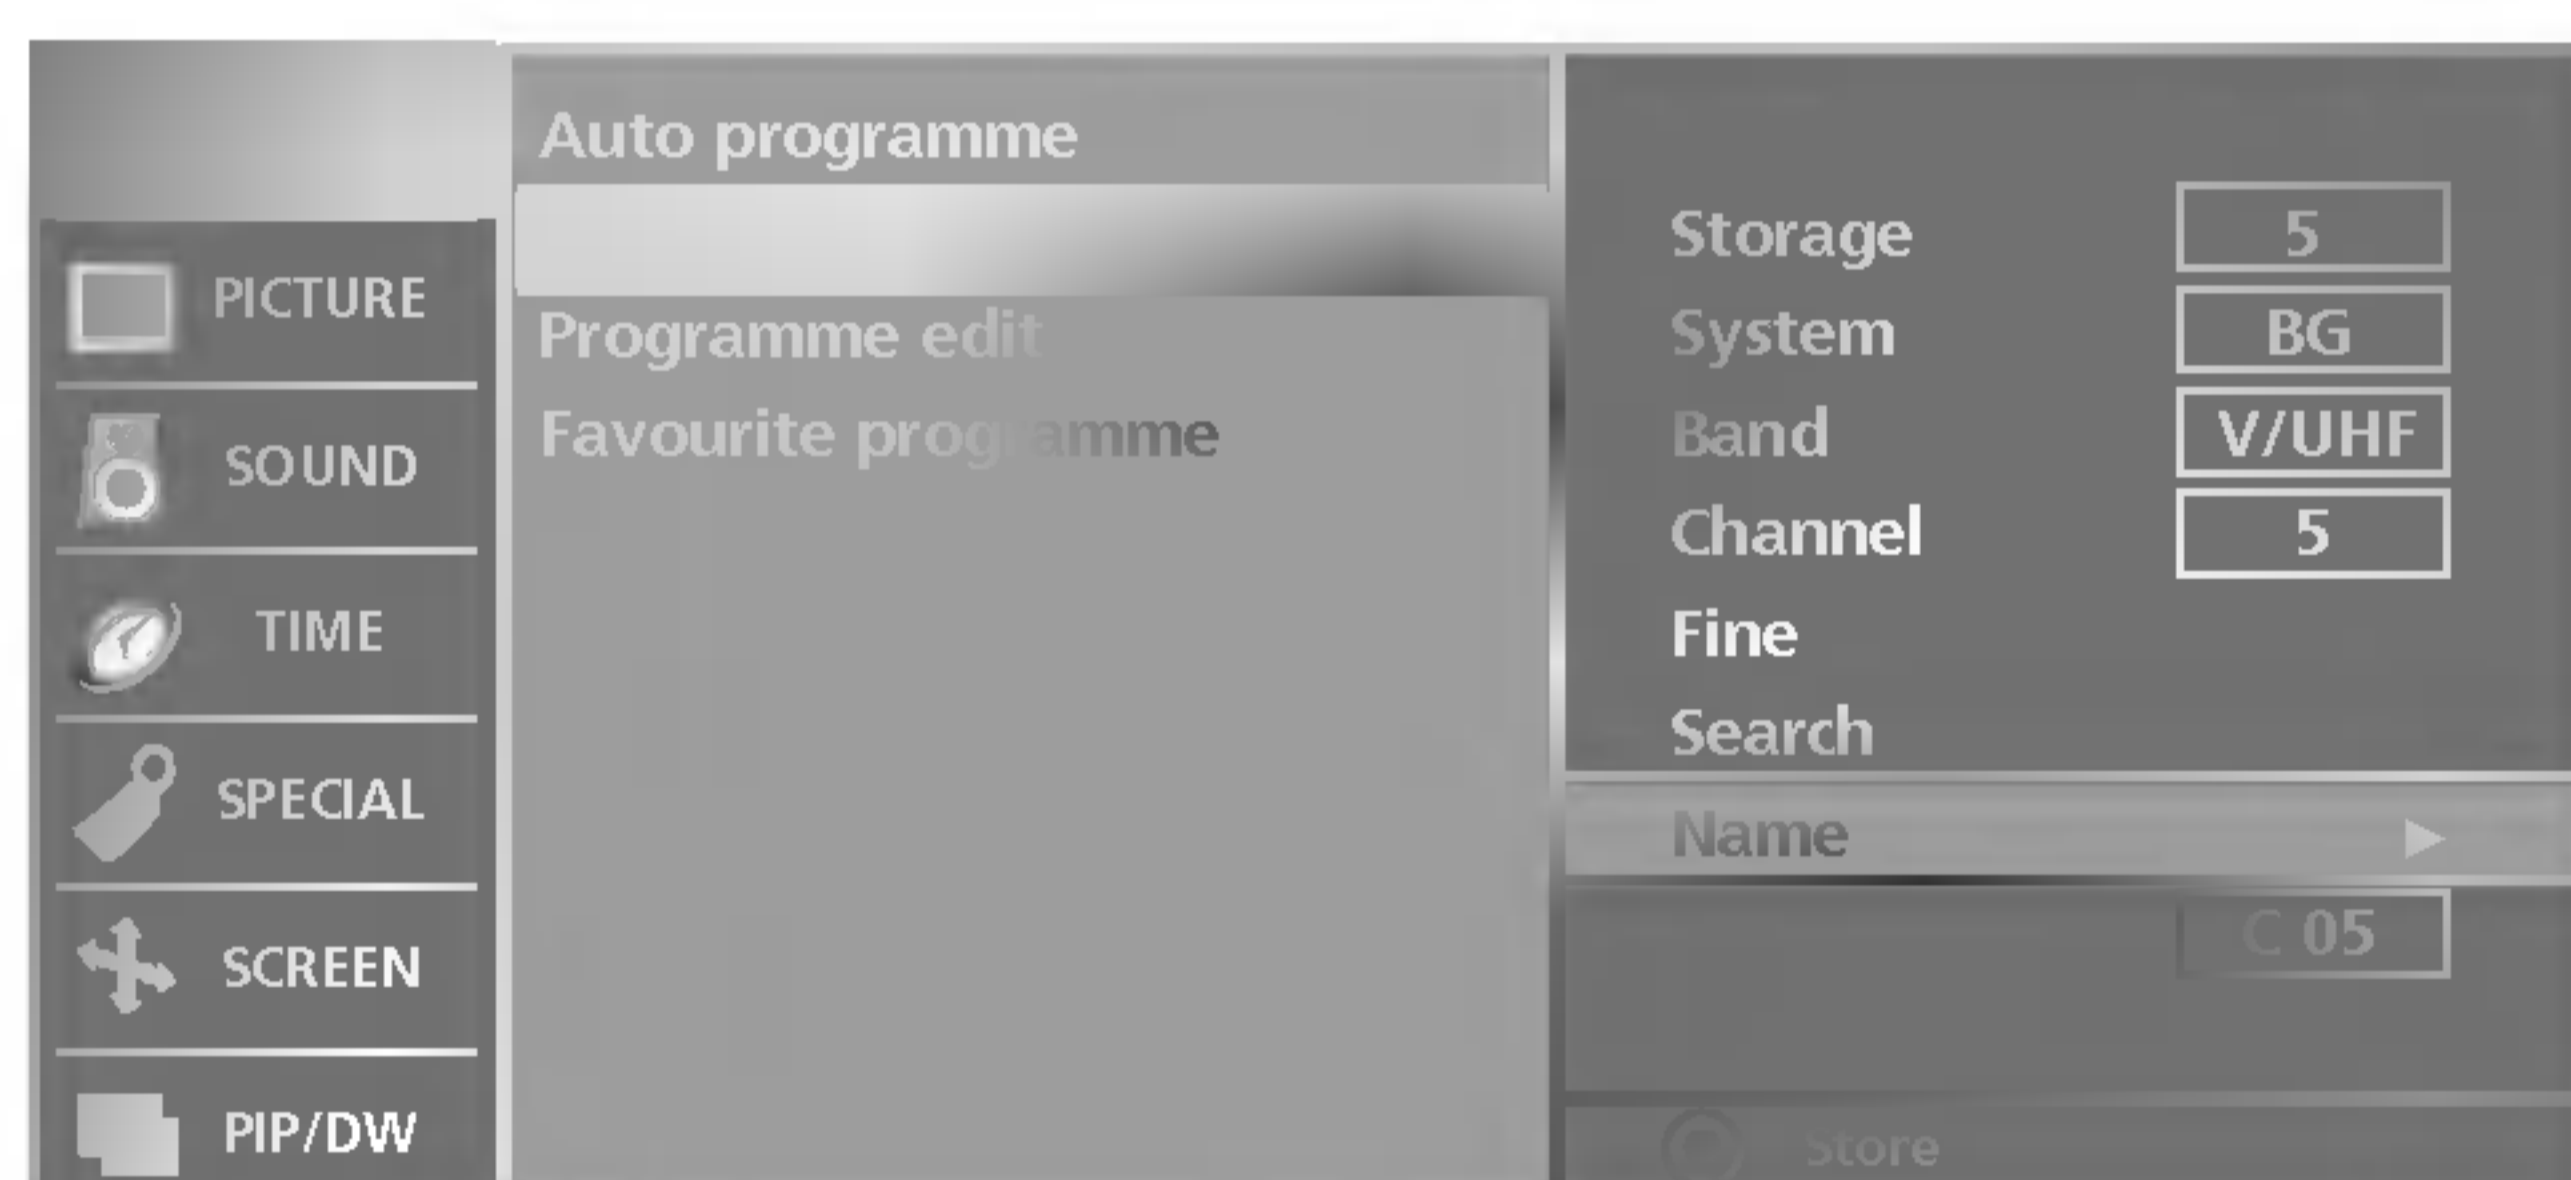 PICTURE
SOUND
TIME
SPECIAL
SCREEN
PIP/DW
Auto programme
Programme edit
Favourite programme
Storage 5
System BG
Band V/UHF
Channel 5
Fine
Search
Name
C 05
Store